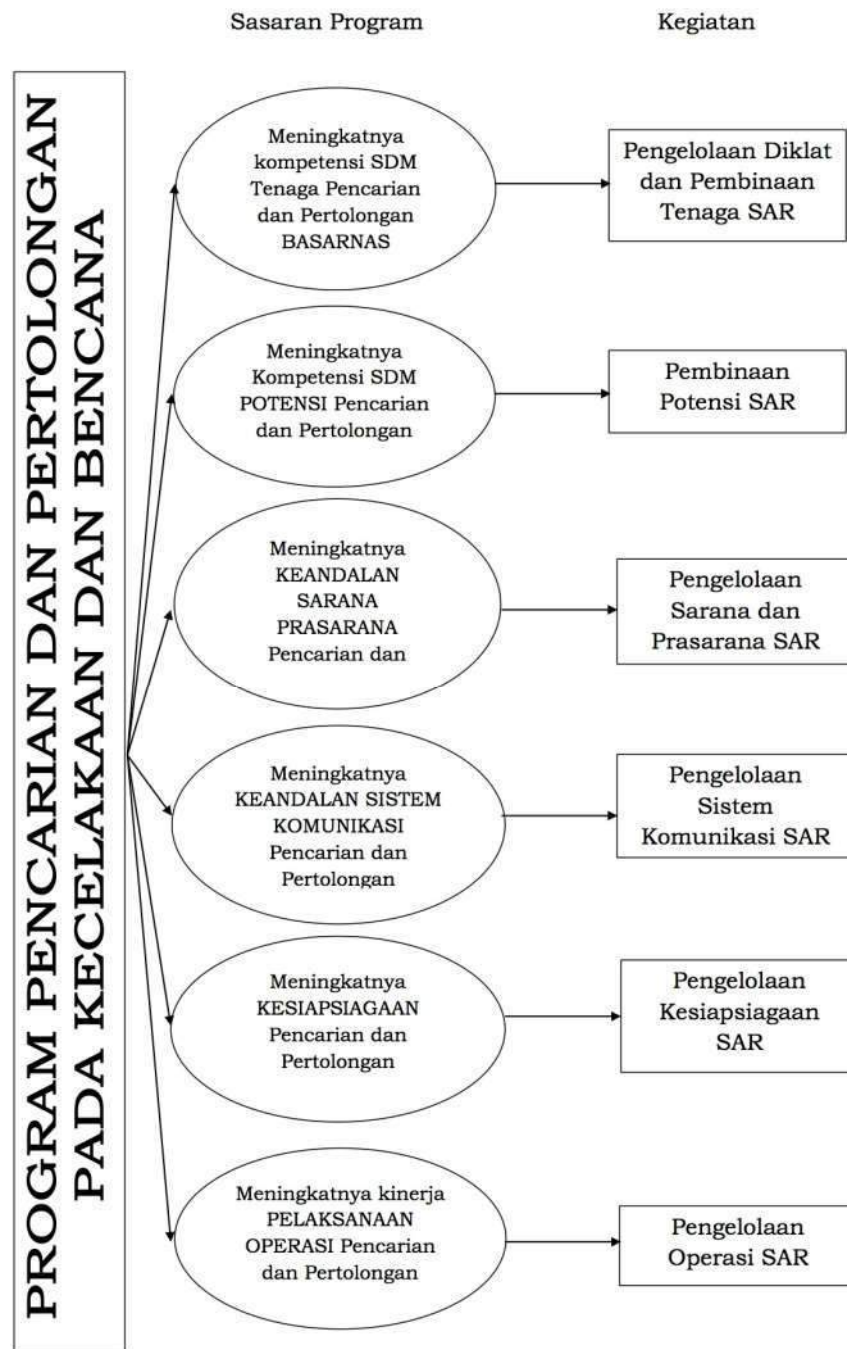 Sasaran Program
Kegiatan
PROGRAM PENCARIAN DAN PERTOLONGAN
PADA KECELAKAAN DAN BENCANA
Meningkatnya
kompetensi SDM
Tenaga Pencarian
dan Pertolongan
BASARNAS
Pengelolaan Diklat
dan Pembinaan
Tenaga SAR
Meningkatnya
Kompetensi SDM
POTENSI Pencarian
dan Pertolongan
Pembinaan
Potensi SAR
Meningkatnya
KEANDALAN
SARANA
PRASARANA
Pencarian dan
Pengelolaan
Sarana dan
Prasarana SAR
Meningkatnya
KEANDALAN SISTEM
KOMUNIKASI
Pencarian dan
Pertolongan
Pengelolaan
Sistem
Komunikasi SAR
Meningkatnya
KESIAPSIAGAAN
Pencarian dan
Pertolongan
Pengelolaan
Kesiapsiagaan
SAR
Meningkatnya kinerja
PELAKSANAAN
OPERASI Pencarian
dan Pertolongan
Pengelolaan
Operasi SAR